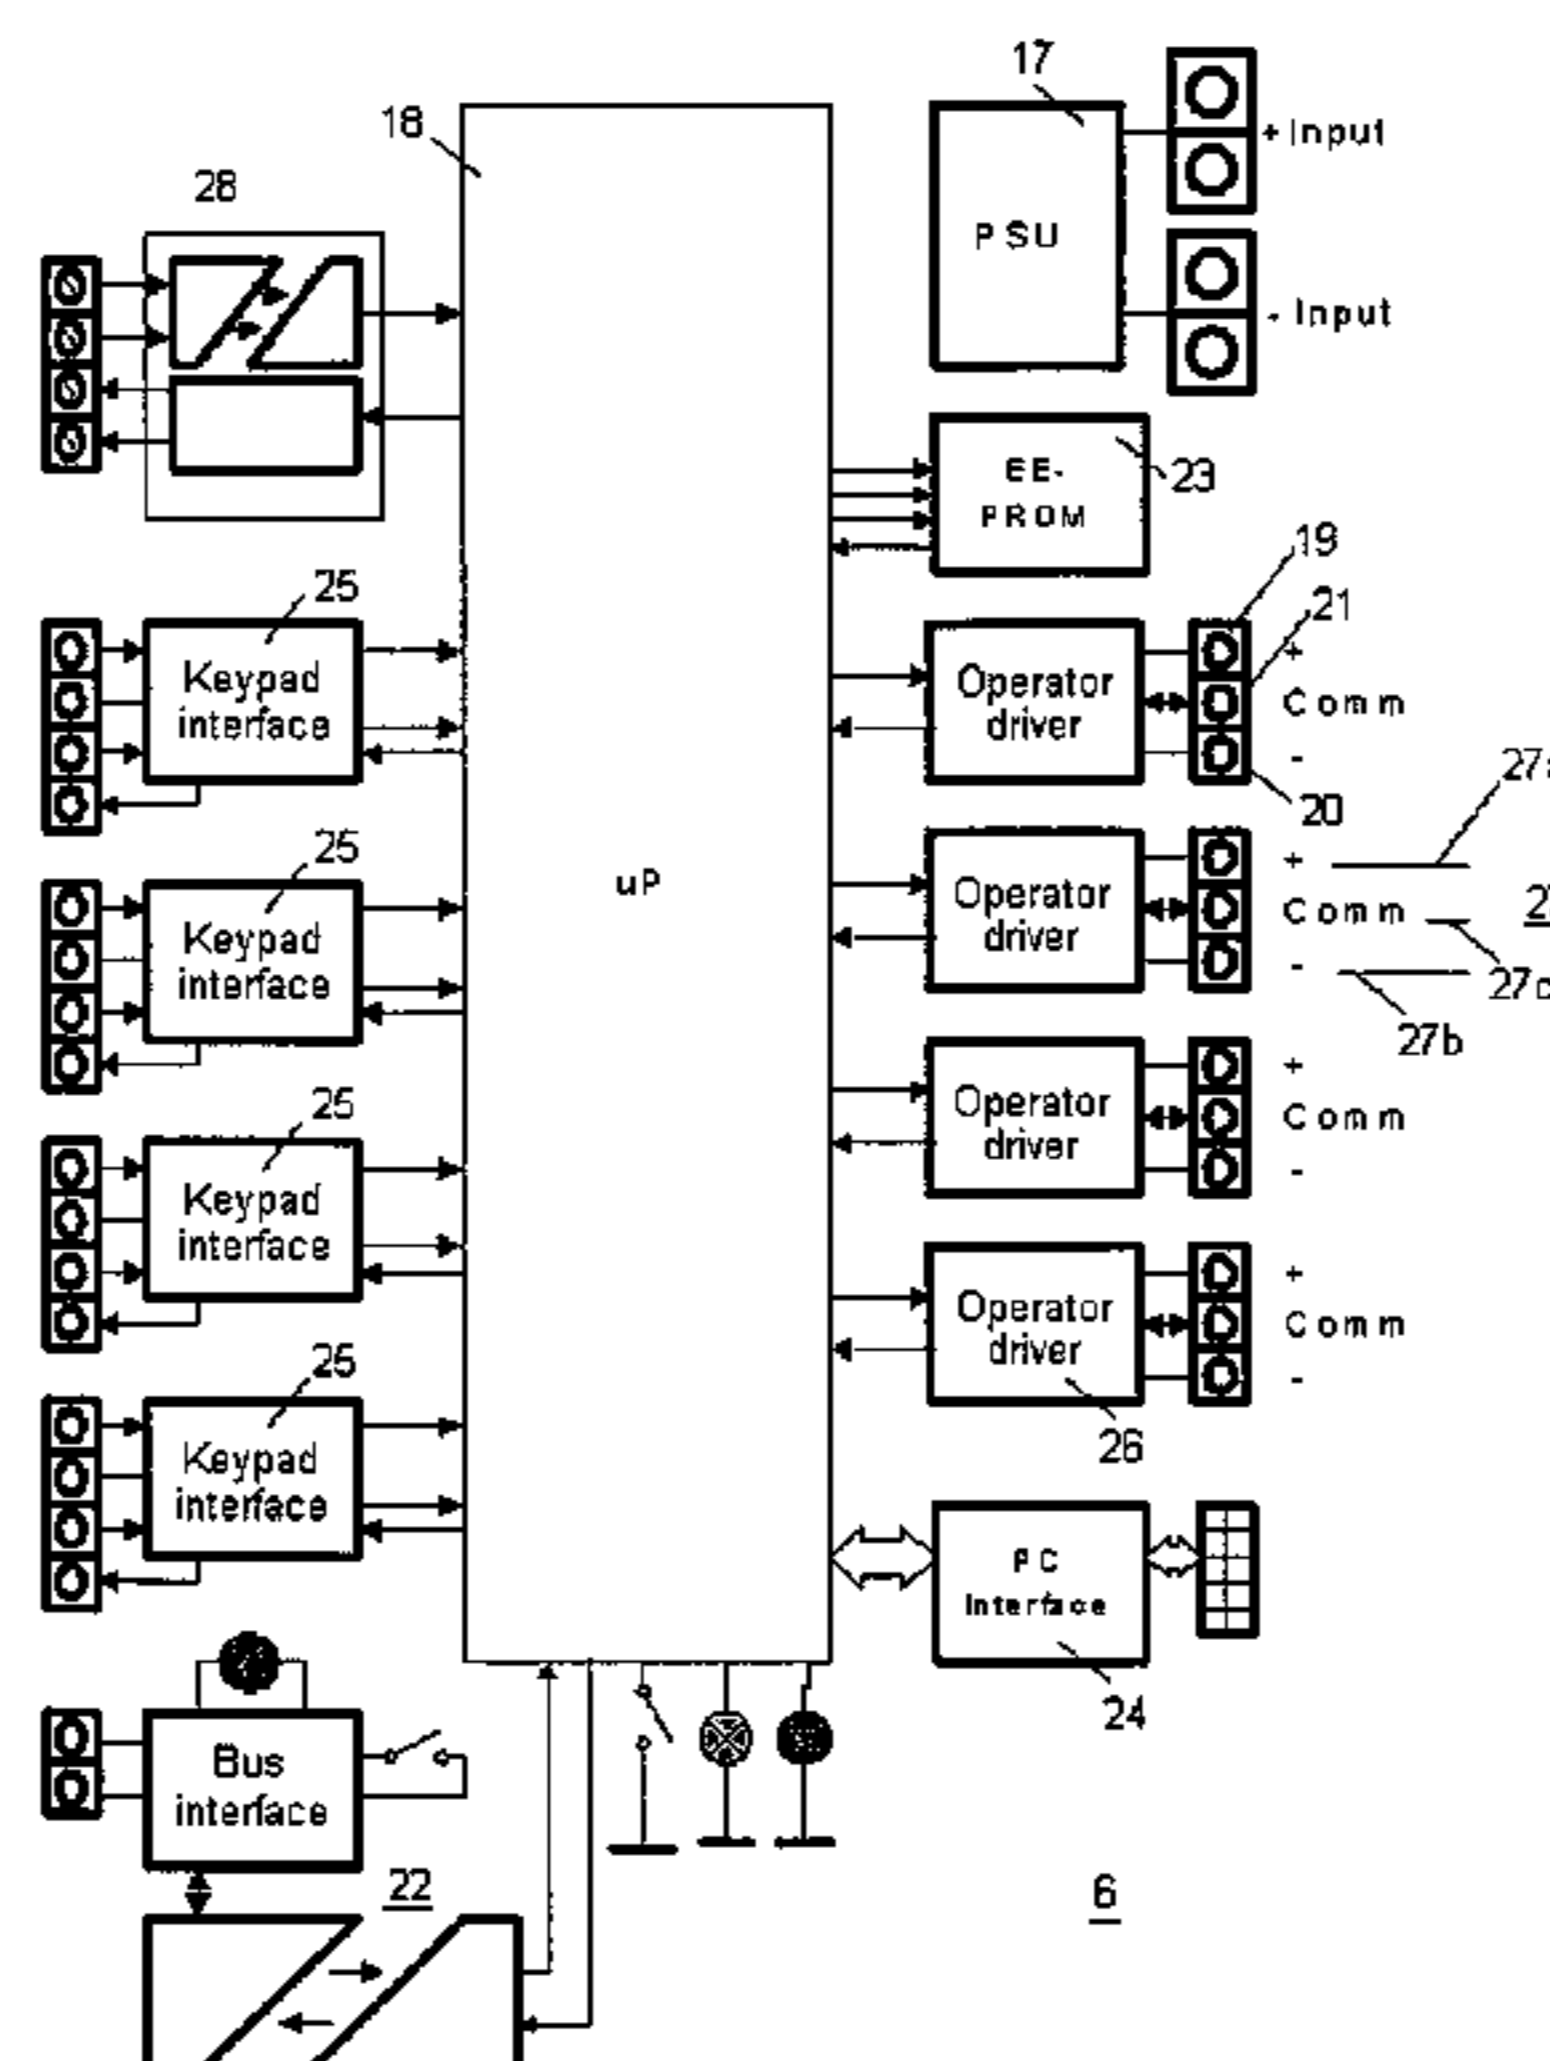 17
18
+Input
28
PSU
- Input
EE-
PROM
23
19
25
21
Keypad
interface
Operator
driver
+
Comm
-
20
25
+
Keypad
interface
uP
Operator
driver
Comm
-
27c
27b
25
+
Keypad
interface
Operator
driver
Comm
-
25
+
Keypad
interface
Operator
driver
Comm
-
26
PC
Interface
24
Bus
interface
22
6